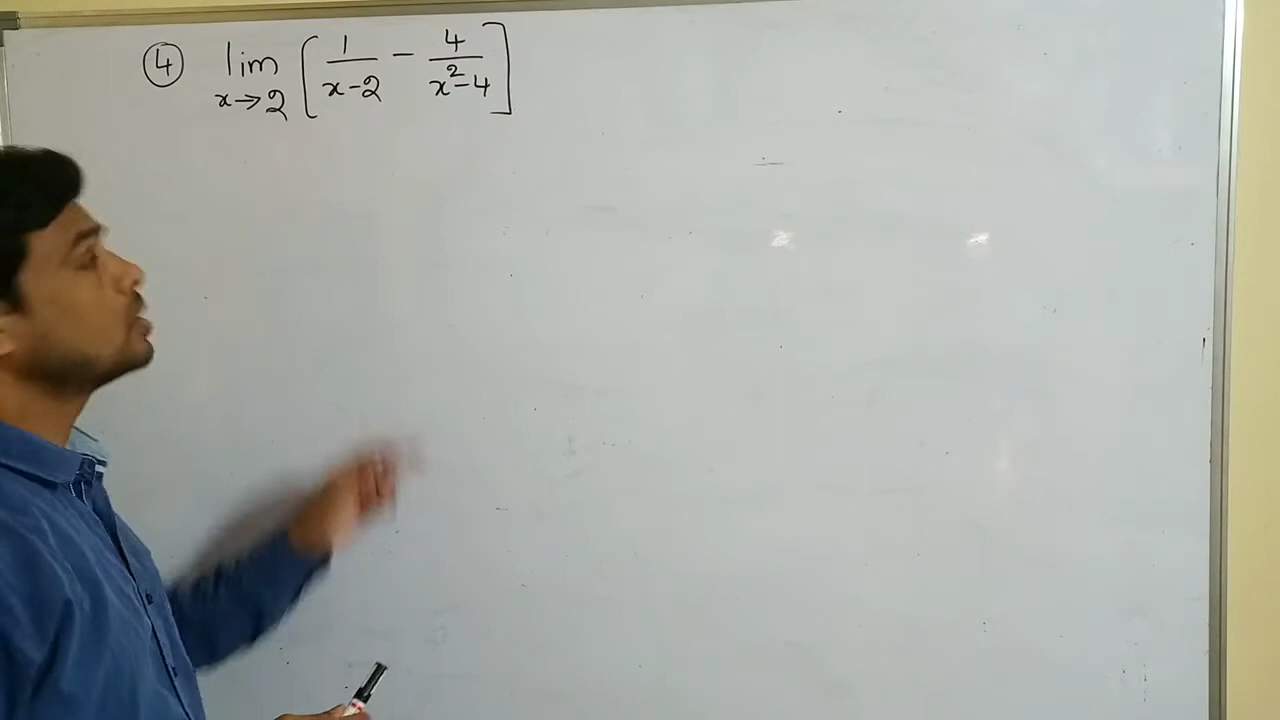 ④ lim x→2 [ 1/(x-2) - 4/(x²-4) ]